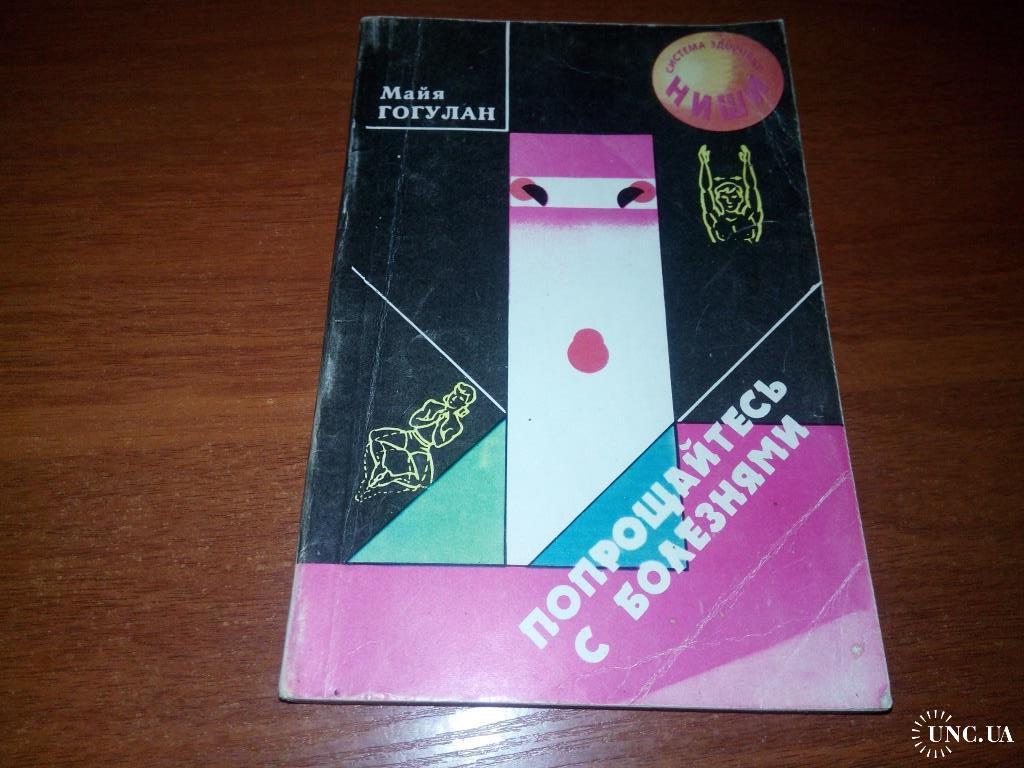 Майя
ГОГУЛАН
СИСТЕМА ЗДОРОВЬЯ
НИШИ
ПОПРОЩАЙТЕСЬ
С БОЛЕЗНЯМИ
UNC.UA